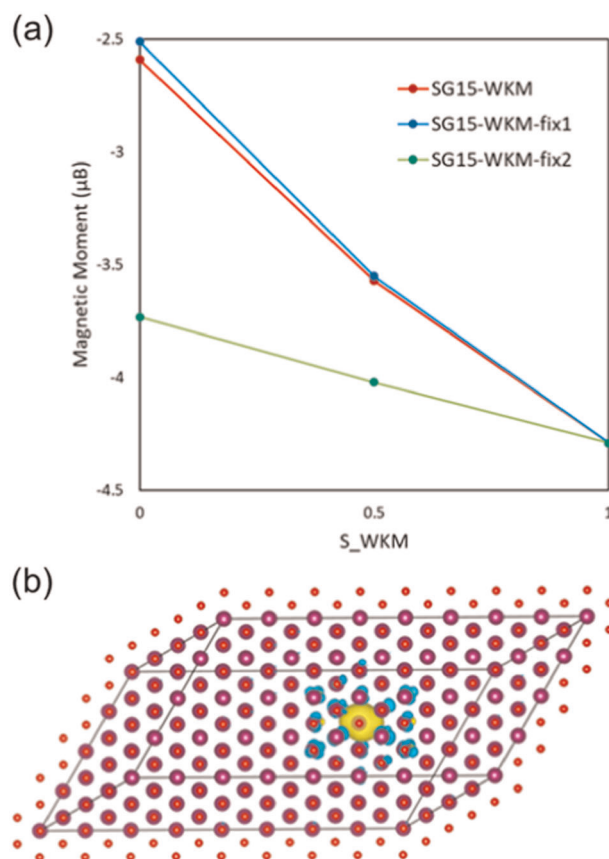 (a)
-2.5
-3
-3.5
-4
-4.5
Magnetic Moment (μB)
SG15-WKM
SG15-WKM-fix1
SG15-WKM-fix2
0
0.5
1
S_WKM
(b)